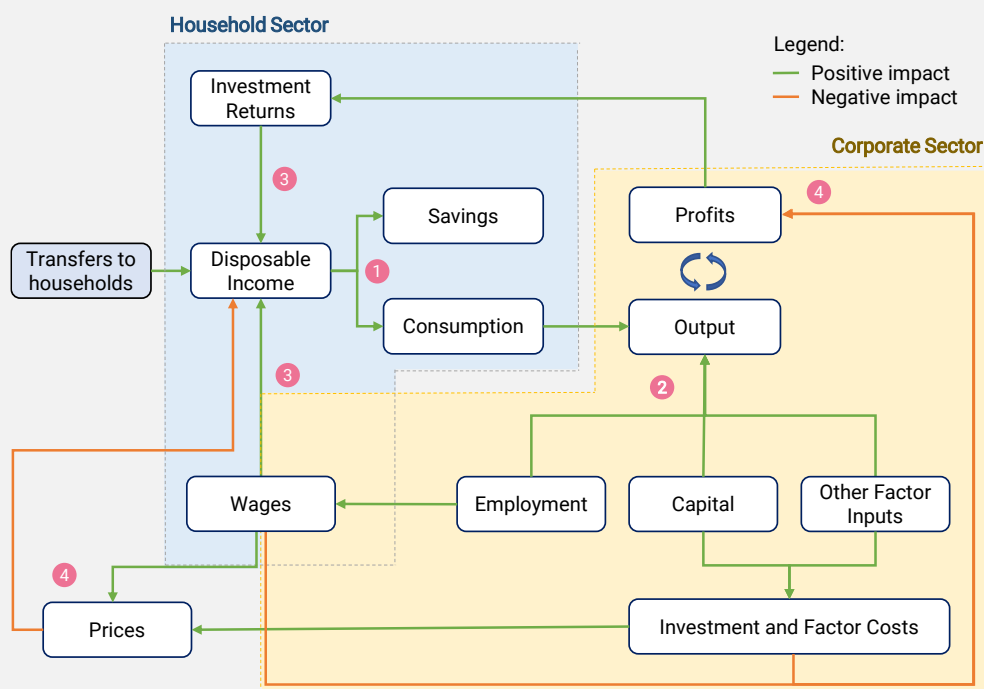 Household Sector
Legend:
Positive impact
Negative impact
Investment
Returns
Corporate Sector
3
4
Savings
Profits
Transfers to
households
Disposable
Income
1
Consumption
Output
3
2
Wages
Employment
Capital
Other Factor
Inputs
4
Prices
Investment and Factor Costs